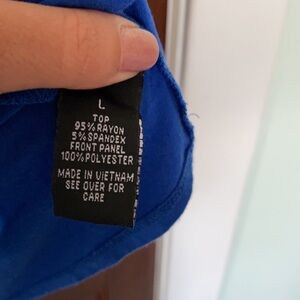 L
TOP
95% RAYON
5% SPANDEX
FRONT PANEL
100% POLYESTER
MADE IN VIETNAM
SEE OVER FOR
CARE